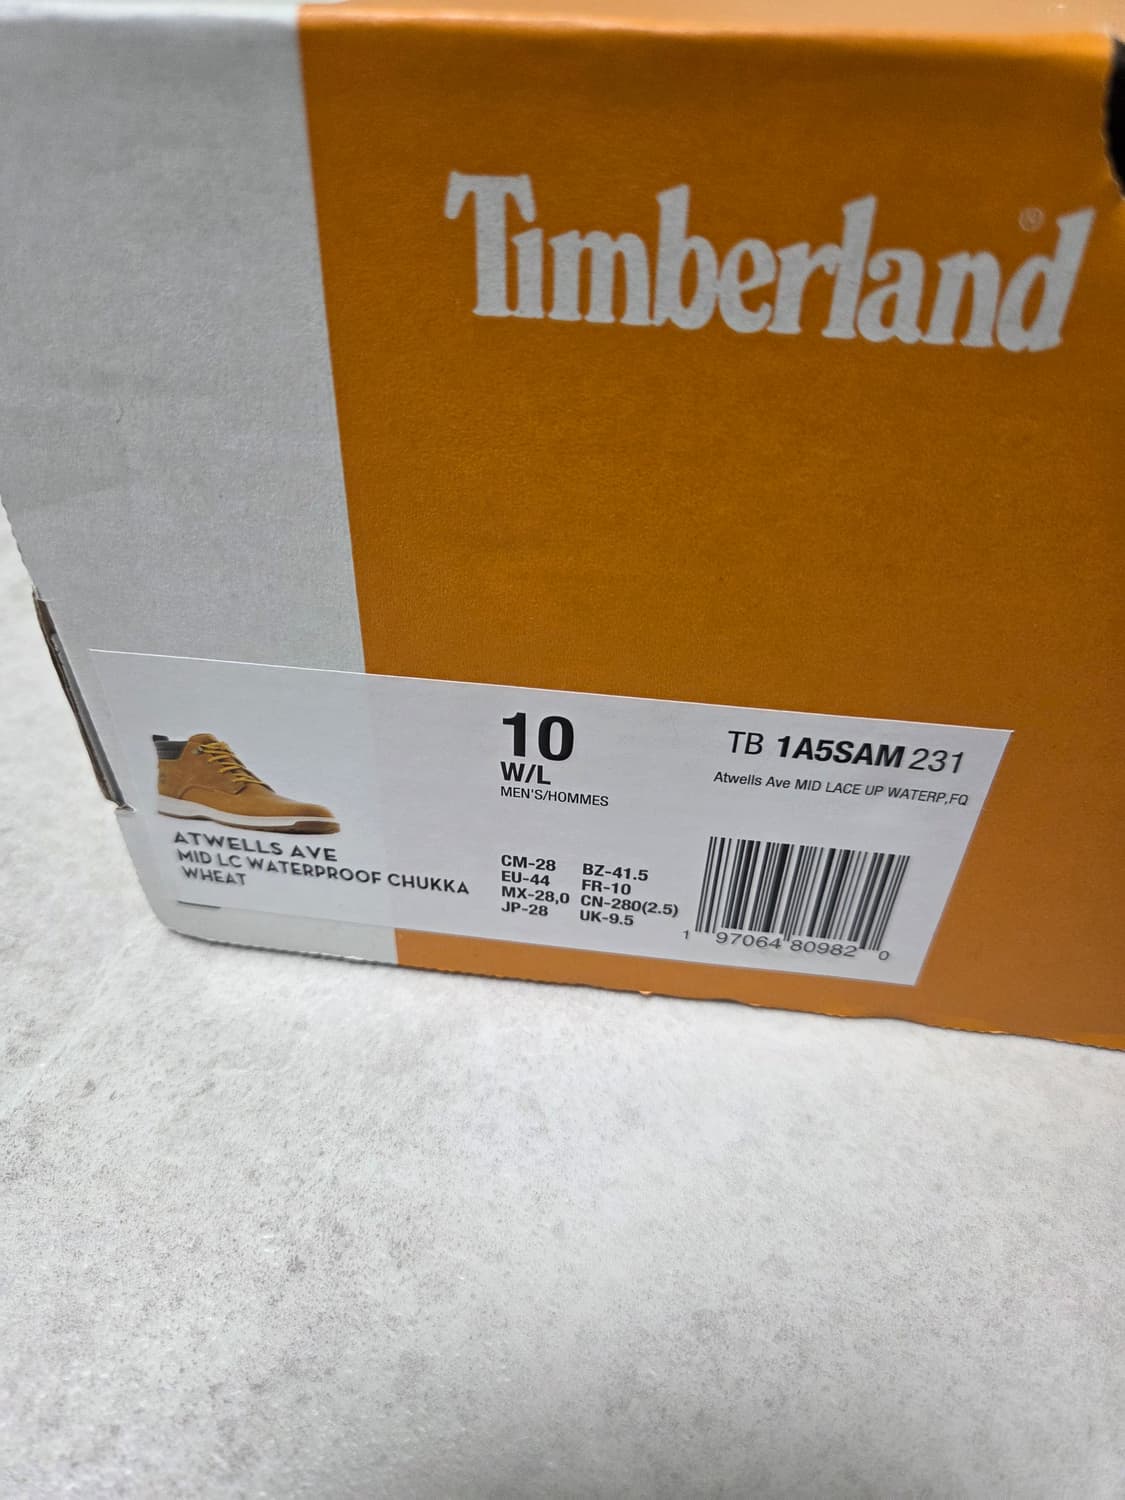 Timberland®
10
W/L
MEN'S/HOMMES
TB 1A5SAM 231
Atwells Ave MID LACE UP WATERP,FQ
ATWELLS AVE
MID LC WATERPROOF CHUKKA
WHEAT
CM-28 BZ-41.5
EU-44 FR-10
MX-28,0 CN-280(2.5)
JP-28 UK-9.5
1 97064 80982 0